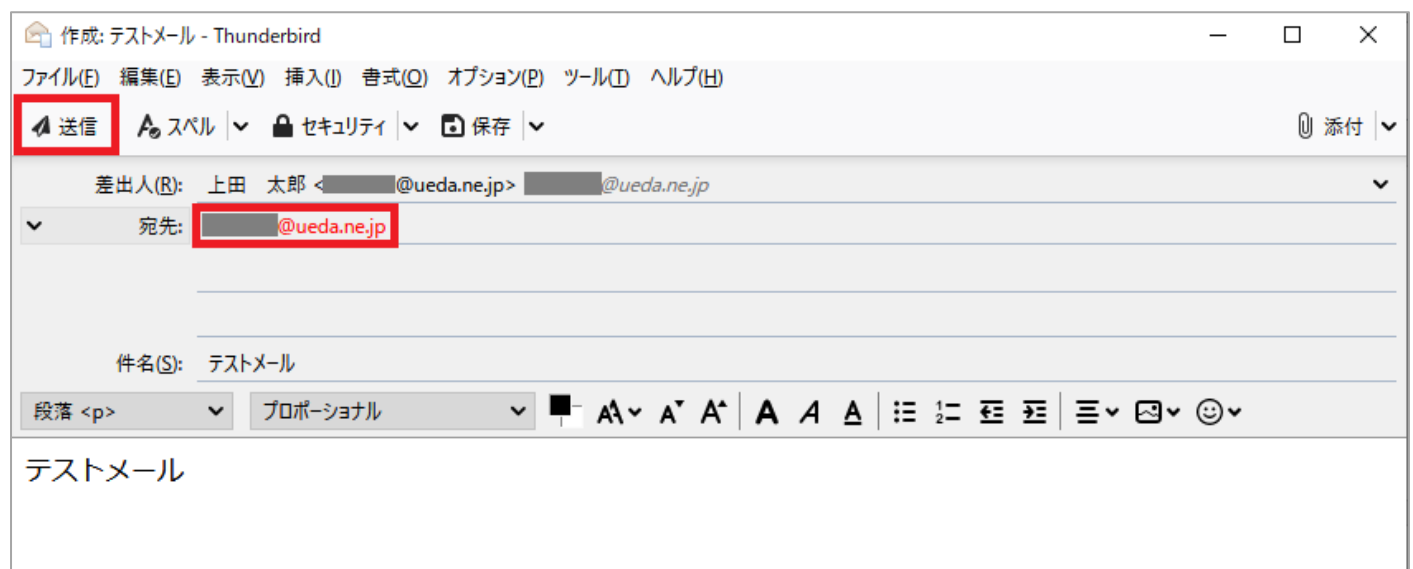 作成: テストメール - Thunderbird
ファイル(F) 編集(E) 表示(V) 挿入(I) 書式(O) オプション(P) ツール(T) ヘルプ(H)
送信 スペル セキュリティ 保存 添付
差出人(R): 上田　太郎 < @ueda.ne.jp> @ueda.ne.jp
宛先: @ueda.ne.jp
件名(S): テストメール
段落 <p> プロポーショナル
テストメール